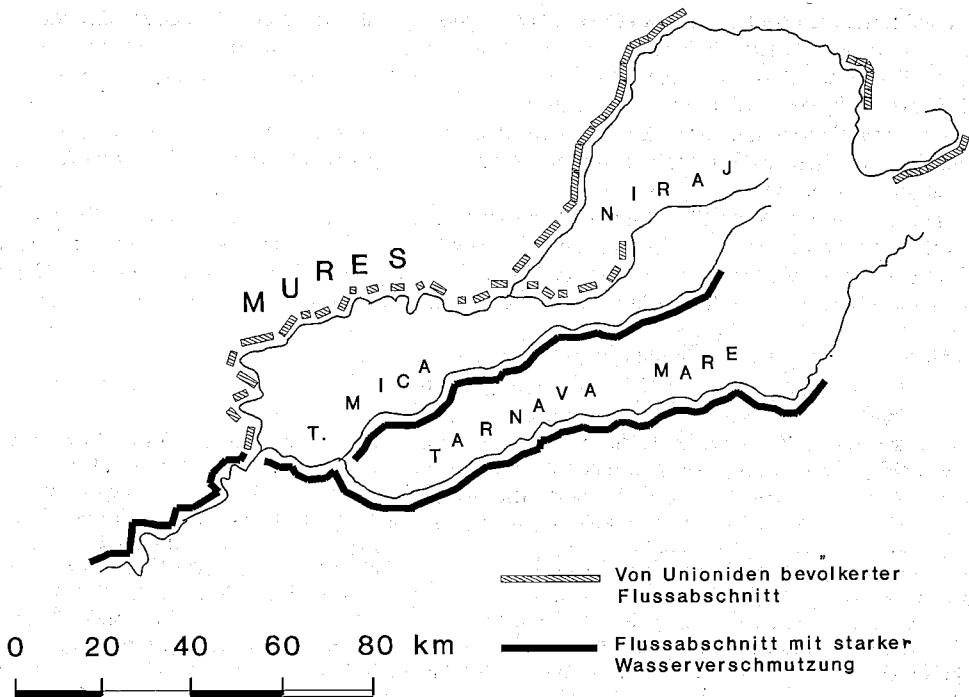 NIRAJ
MURES
T. MICA
TARNAVA MARE
Von Unioniden bevolkerter
Flussabschnitt
Flussabschnitt mit starker
Wasserverschmutzung
0 20 40 60 80 km